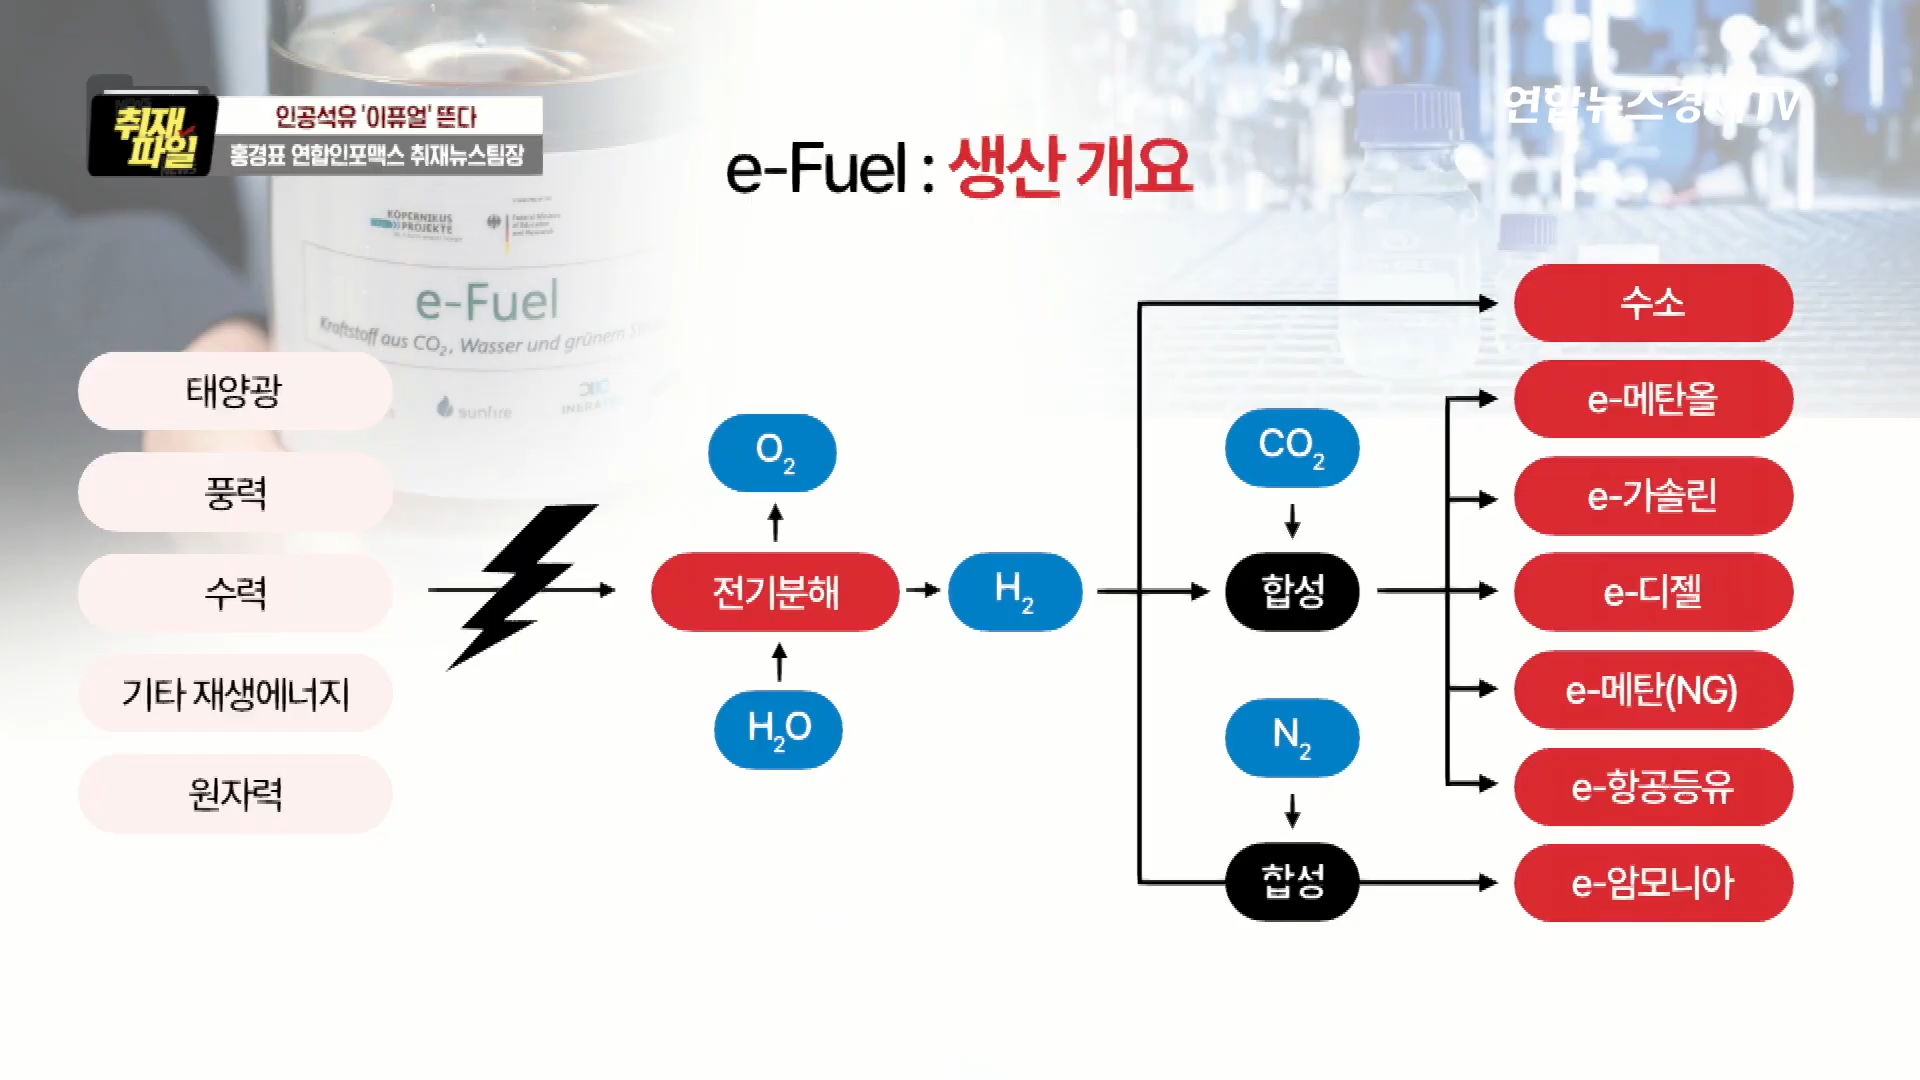 취재파일
NEWS
인공석유 '이퓨얼' 뜬다
홍경표 연합인포맥스 취재뉴스팀장
연합뉴스경제TV
e-Fuel : 생산 개요
KOPERNIKUS
PROJEKTE
e-Fuel
Kraftstoff aus CO₂, Wasser und grünem
sunfire
태양광
풍력
수력
기타 재생에너지
원자력
O₂
전기분해
H₂O
H₂
CO₂
합성
N₂
합성
수소
e-메탄올
e-가솔린
e-디젤
e-메탄(NG)
e-항공등유
e-암모니아